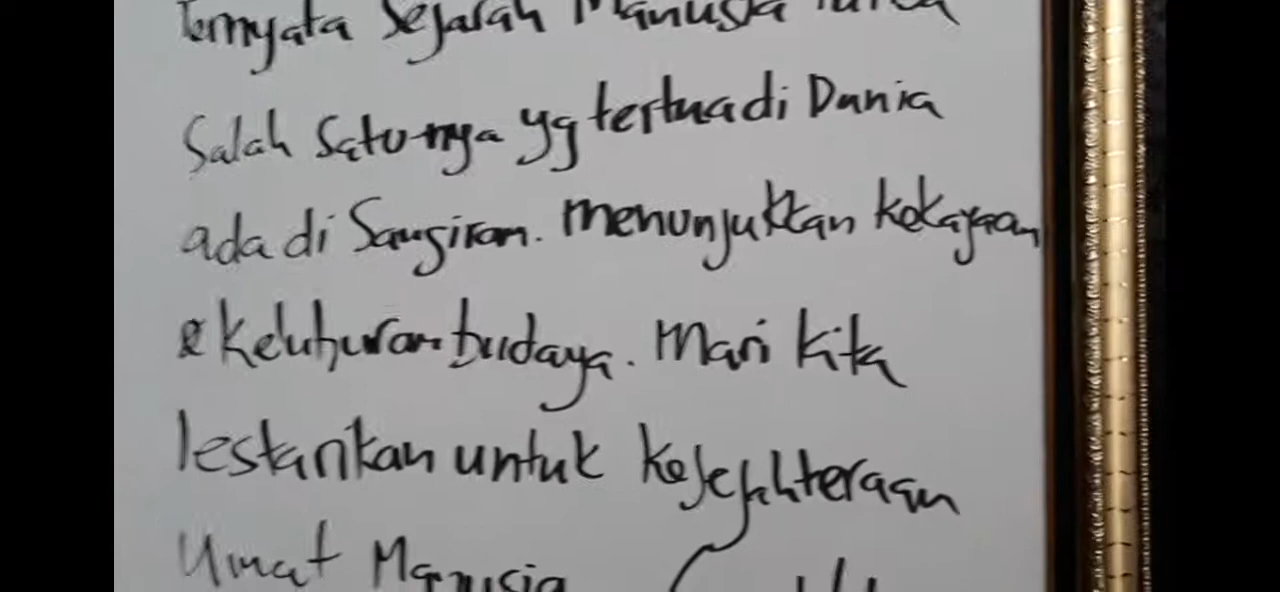 Ternyata Sejarah Manusia
Salah Satunya yg tertua di Dunia
ada di Sangiran. menunjukkan kekayaan
& Keluhuran budaya. Mari Kita
lestarikan untuk Kesejahteraan
Umat Manusia